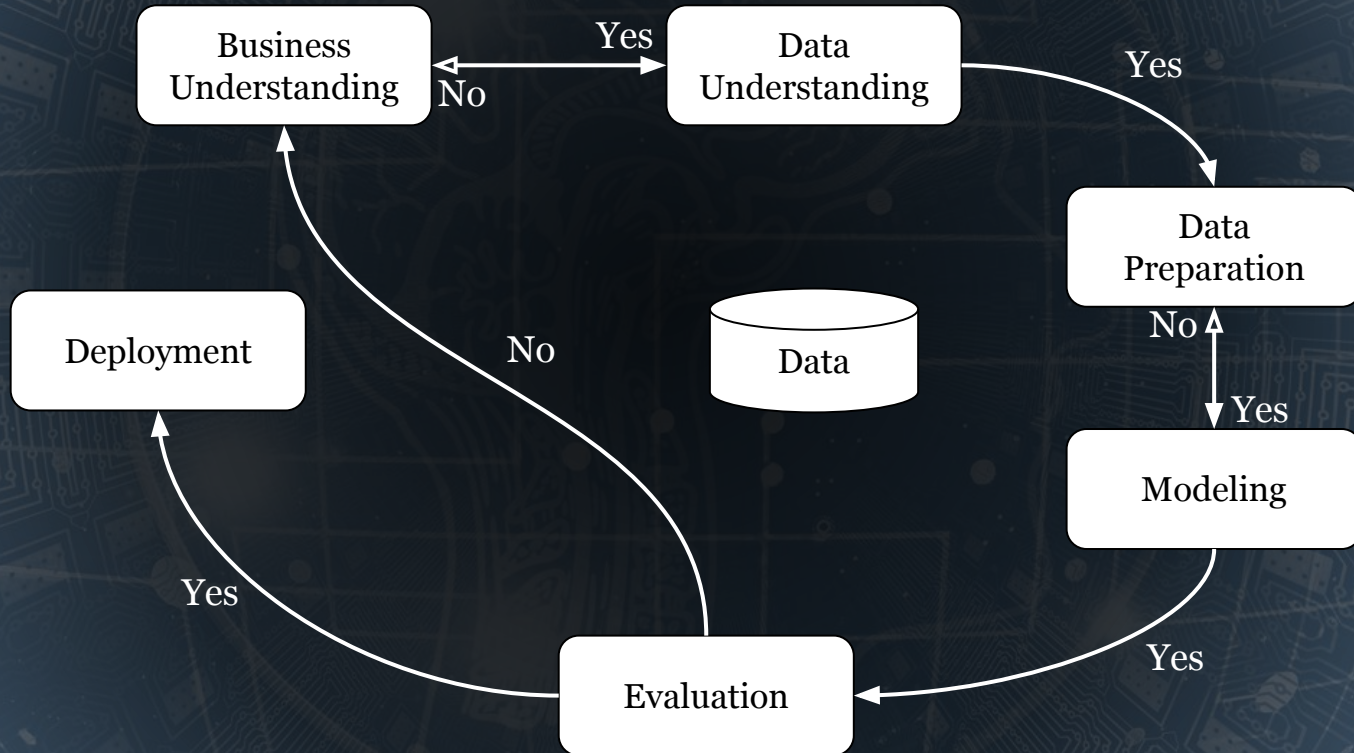 Business
Understanding
Yes
No
Data
Understanding
Yes
Data
Preparation
No
Yes
Modeling
Yes
Evaluation
Yes
Deployment
No
Data